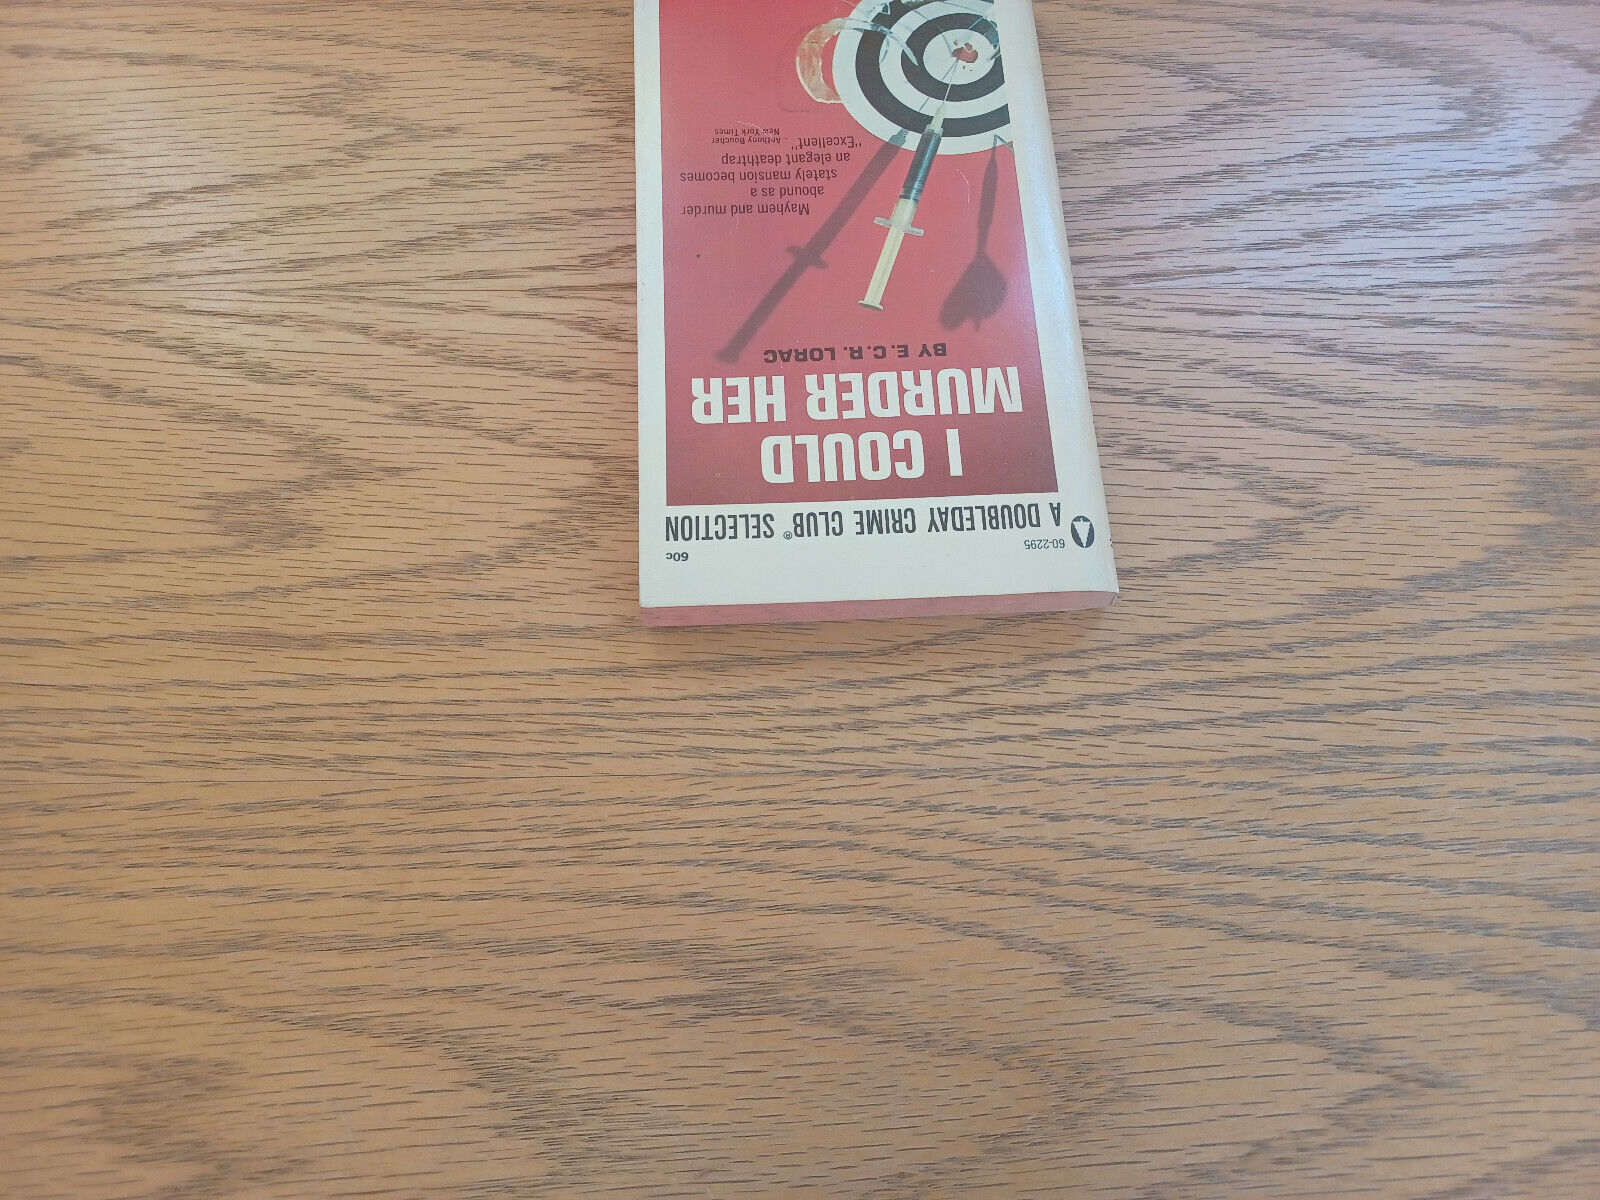 60-2295
60c
A DOUBLEDAY CRIME CLUB® SELECTION
I COULD
MURDER HER
BY E.C.R. LORAC
Mayhem and murder
abound as a
stately mansion becomes
an elegant deathtrap
"Excellent" ... Anthony Boucher
New York Times